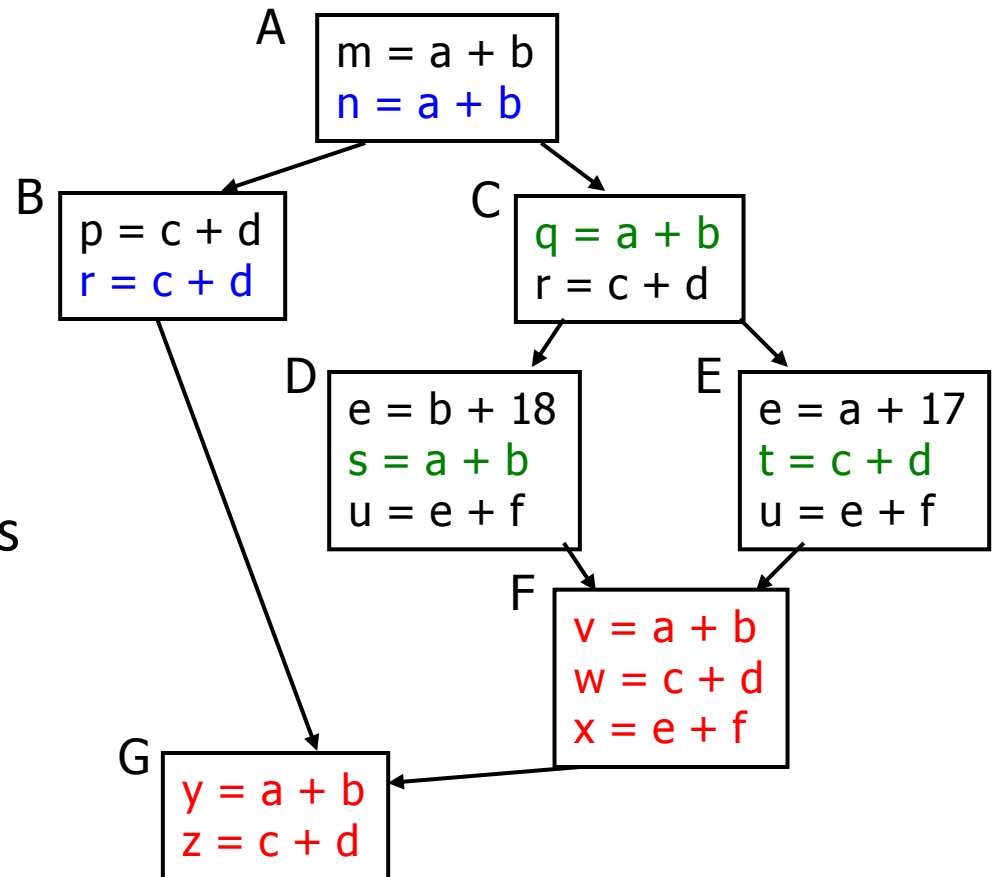 A
m = a + b
n = a + b
B
p = c + d
r = c + d
C
q = a + b
r = c + d
D
e = b + 18
s = a + b
u = e + f
E
e = a + 17
t = c + d
u = e + f
s
F
v = a + b
w = c + d
x = e + f
G
y = a + b
z = c + d